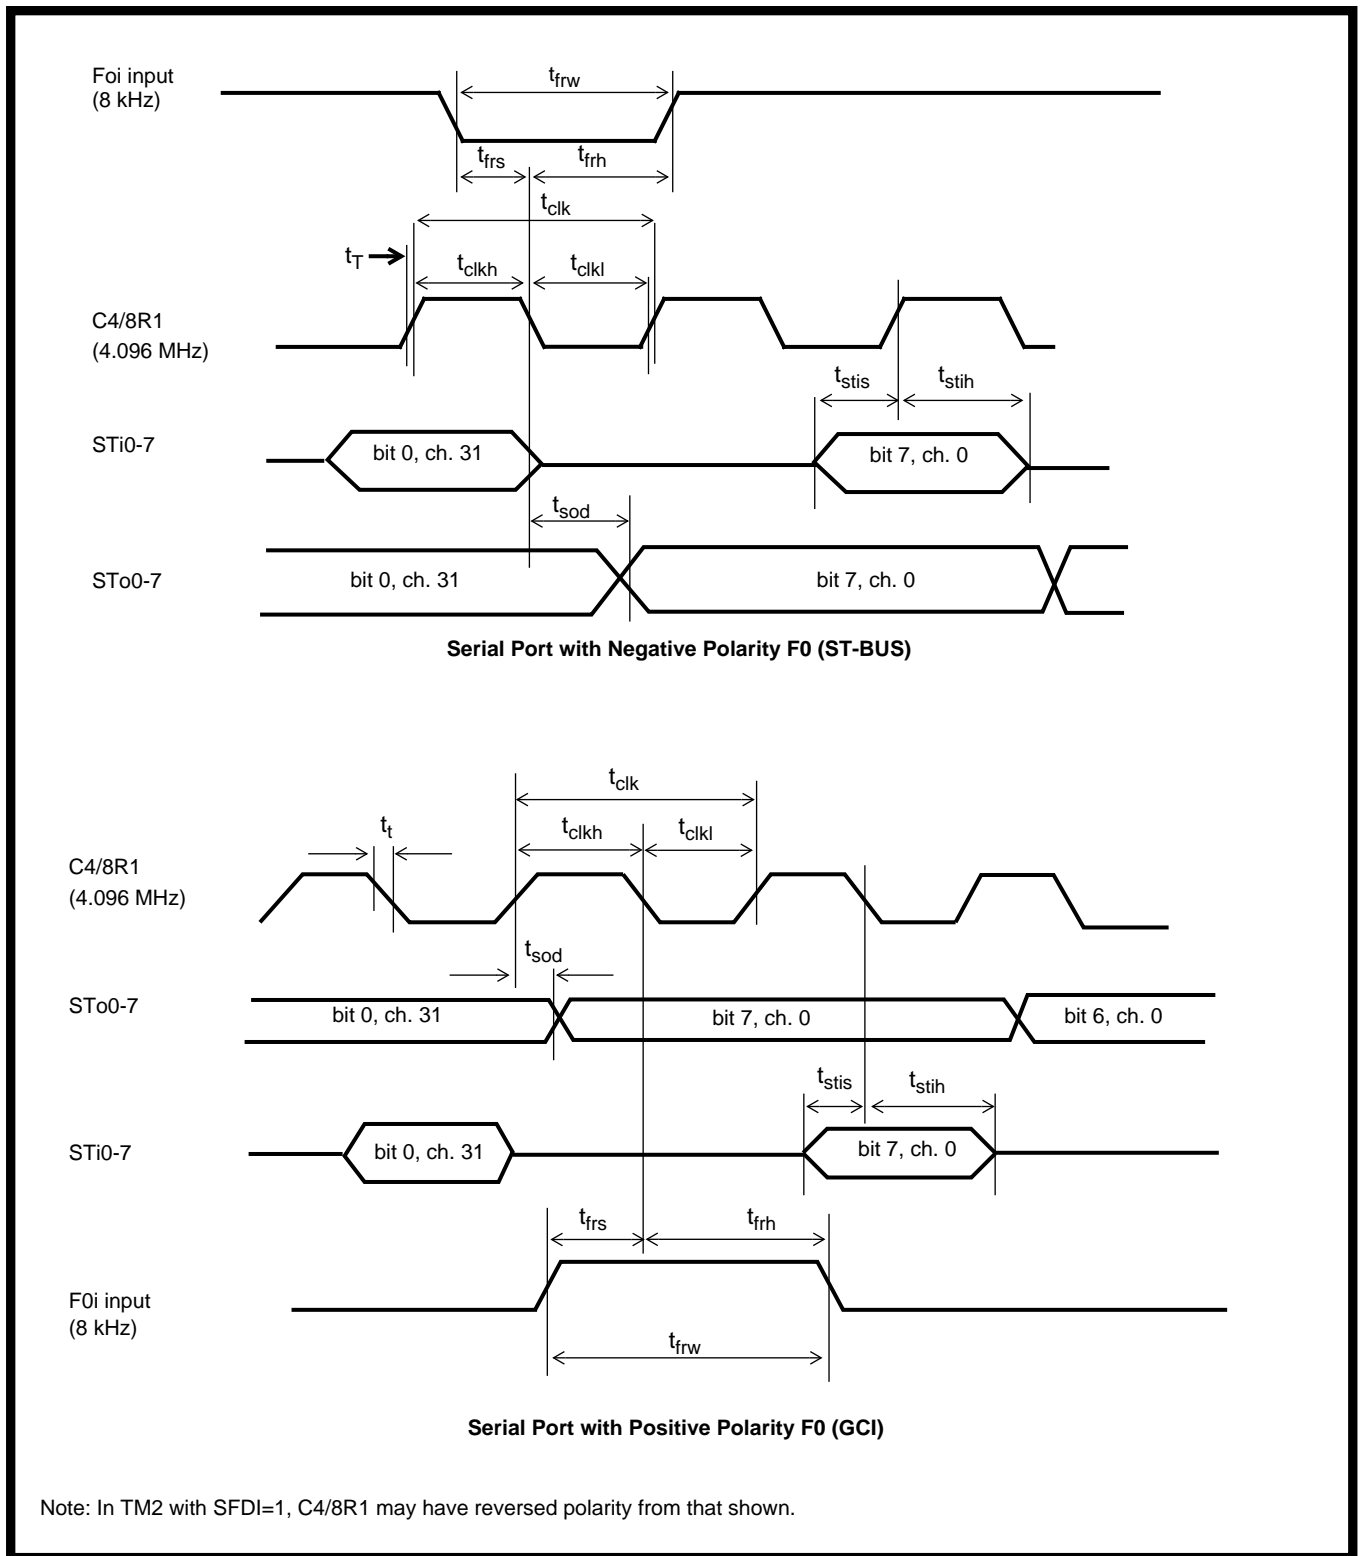 Foi input
(8 kHz)
tfrw
tfrs
tfrh
tclk
tT
tclkh
tclkl
C4/8R1
(4.096 MHz)
tstis
tstih
STi0-7
bit 0, ch. 31
bit 7, ch. 0
tsod
STo0-7
bit 0, ch. 31
bit 7, ch. 0
Serial Port with Negative Polarity F0 (ST-BUS)
tclk
tt
tclkh
tclkl
C4/8R1
(4.096 MHz)
tsod
STo0-7
bit 0, ch. 31
bit 7, ch. 0
bit 6, ch. 0
tstis
tstih
STi0-7
bit 0, ch. 31
bit 7, ch. 0
tfrs
tfrh
F0i input
(8 kHz)
tfrw
Serial Port with Positive Polarity F0 (GCI)
Note: In TM2 with SFDI=1, C4/8R1 may have reversed polarity from that shown.